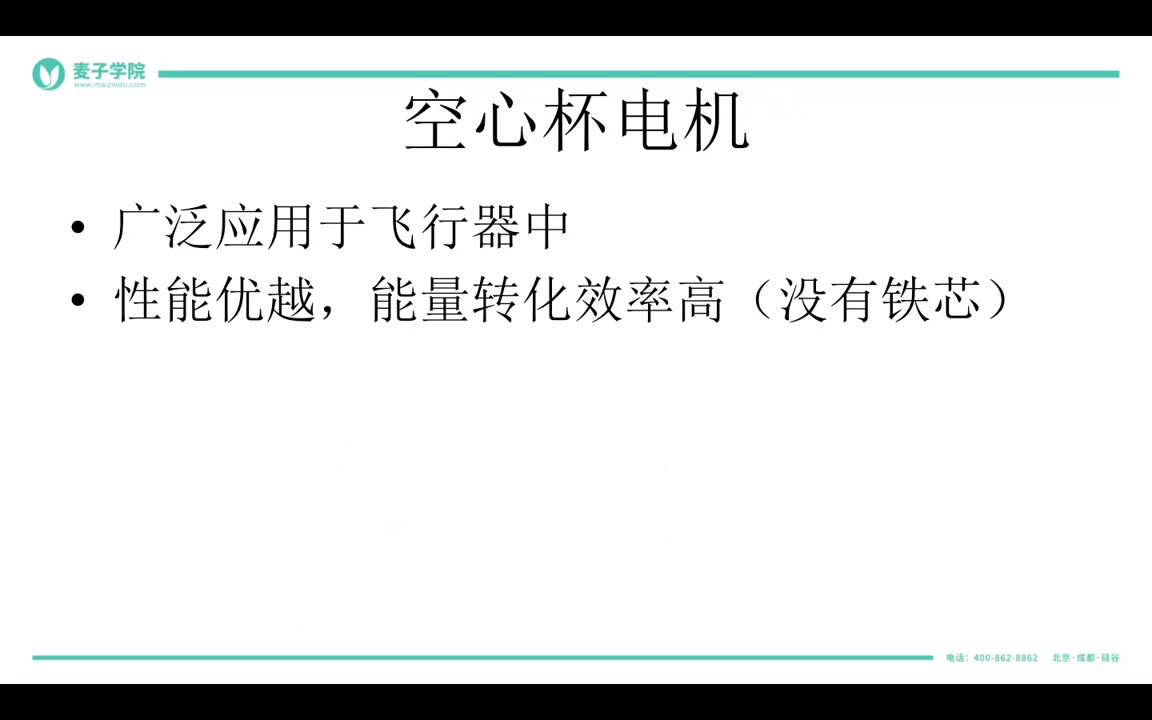 麦子学院
www.maiziedu.com
空心杯电机
• 广泛应用于飞行器中
• 性能优越，能量转化效率高（没有铁芯）
电话：400-862-8862 北京·成都·硅谷